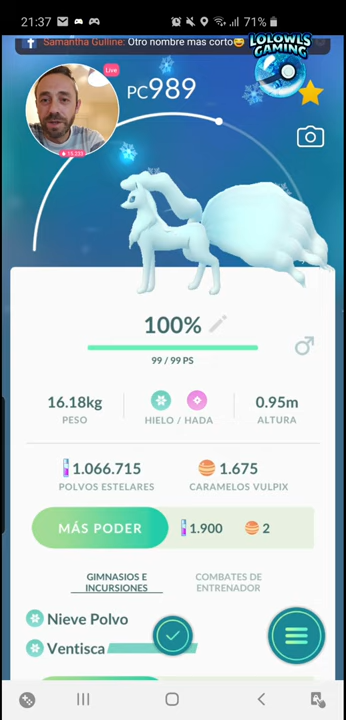 21:37
71%
Samantha Gulline: Otro nombre mas corto😅
LOLOWLS
GAMING
Live
15.233
PC989
100%
99 / 99 PS
16.18kg
PESO
HIELO / HADA
0.95m
ALTURA
1.066.715
POLVOS ESTELARES
1.675
CARAMELOS VULPIX
MÁS PODER
1.900
2
GIMNASIOS E
INCURSIONES
COMBATES DE
ENTRENADOR
Nieve Polvo
Ventisca